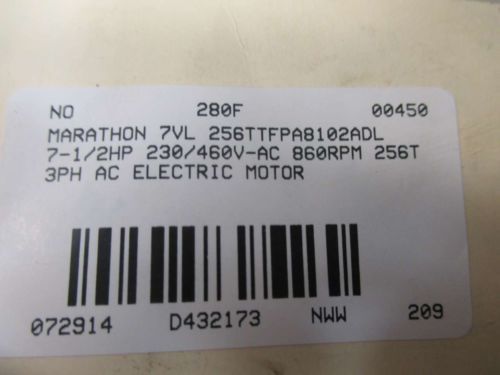 NO 280F 00450
MARATHON 7VL 256TTFPA8102ADL
7-1/2HP 230/460V-AC 860RPM 256T
3PH AC ELECTRIC MOTOR
072914 D432173 NWW 209